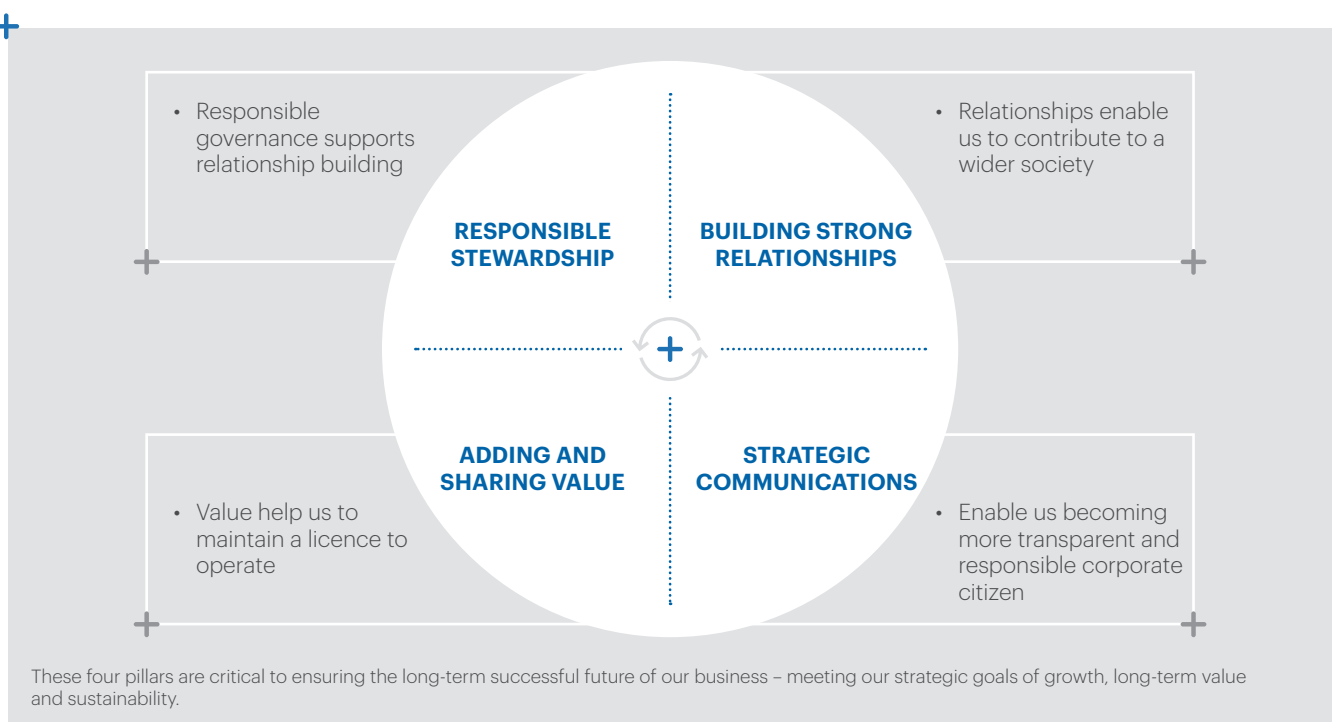 • Responsible
governance supports
relationship building
• Relationships enable
us to contribute to a
wider society
RESPONSIBLE
STEWARDSHIP
BUILDING STRONG
RELATIONSHIPS
ADDING AND
SHARING VALUE
STRATEGIC
COMMUNICATIONS
• Value help us to
maintain a licence to
operate
• Enable us becoming
more transparent and
responsible corporate
citizen
These four pillars are critical to ensuring the long-term successful future of our business – meeting our strategic goals of growth, long-term value
and sustainability.